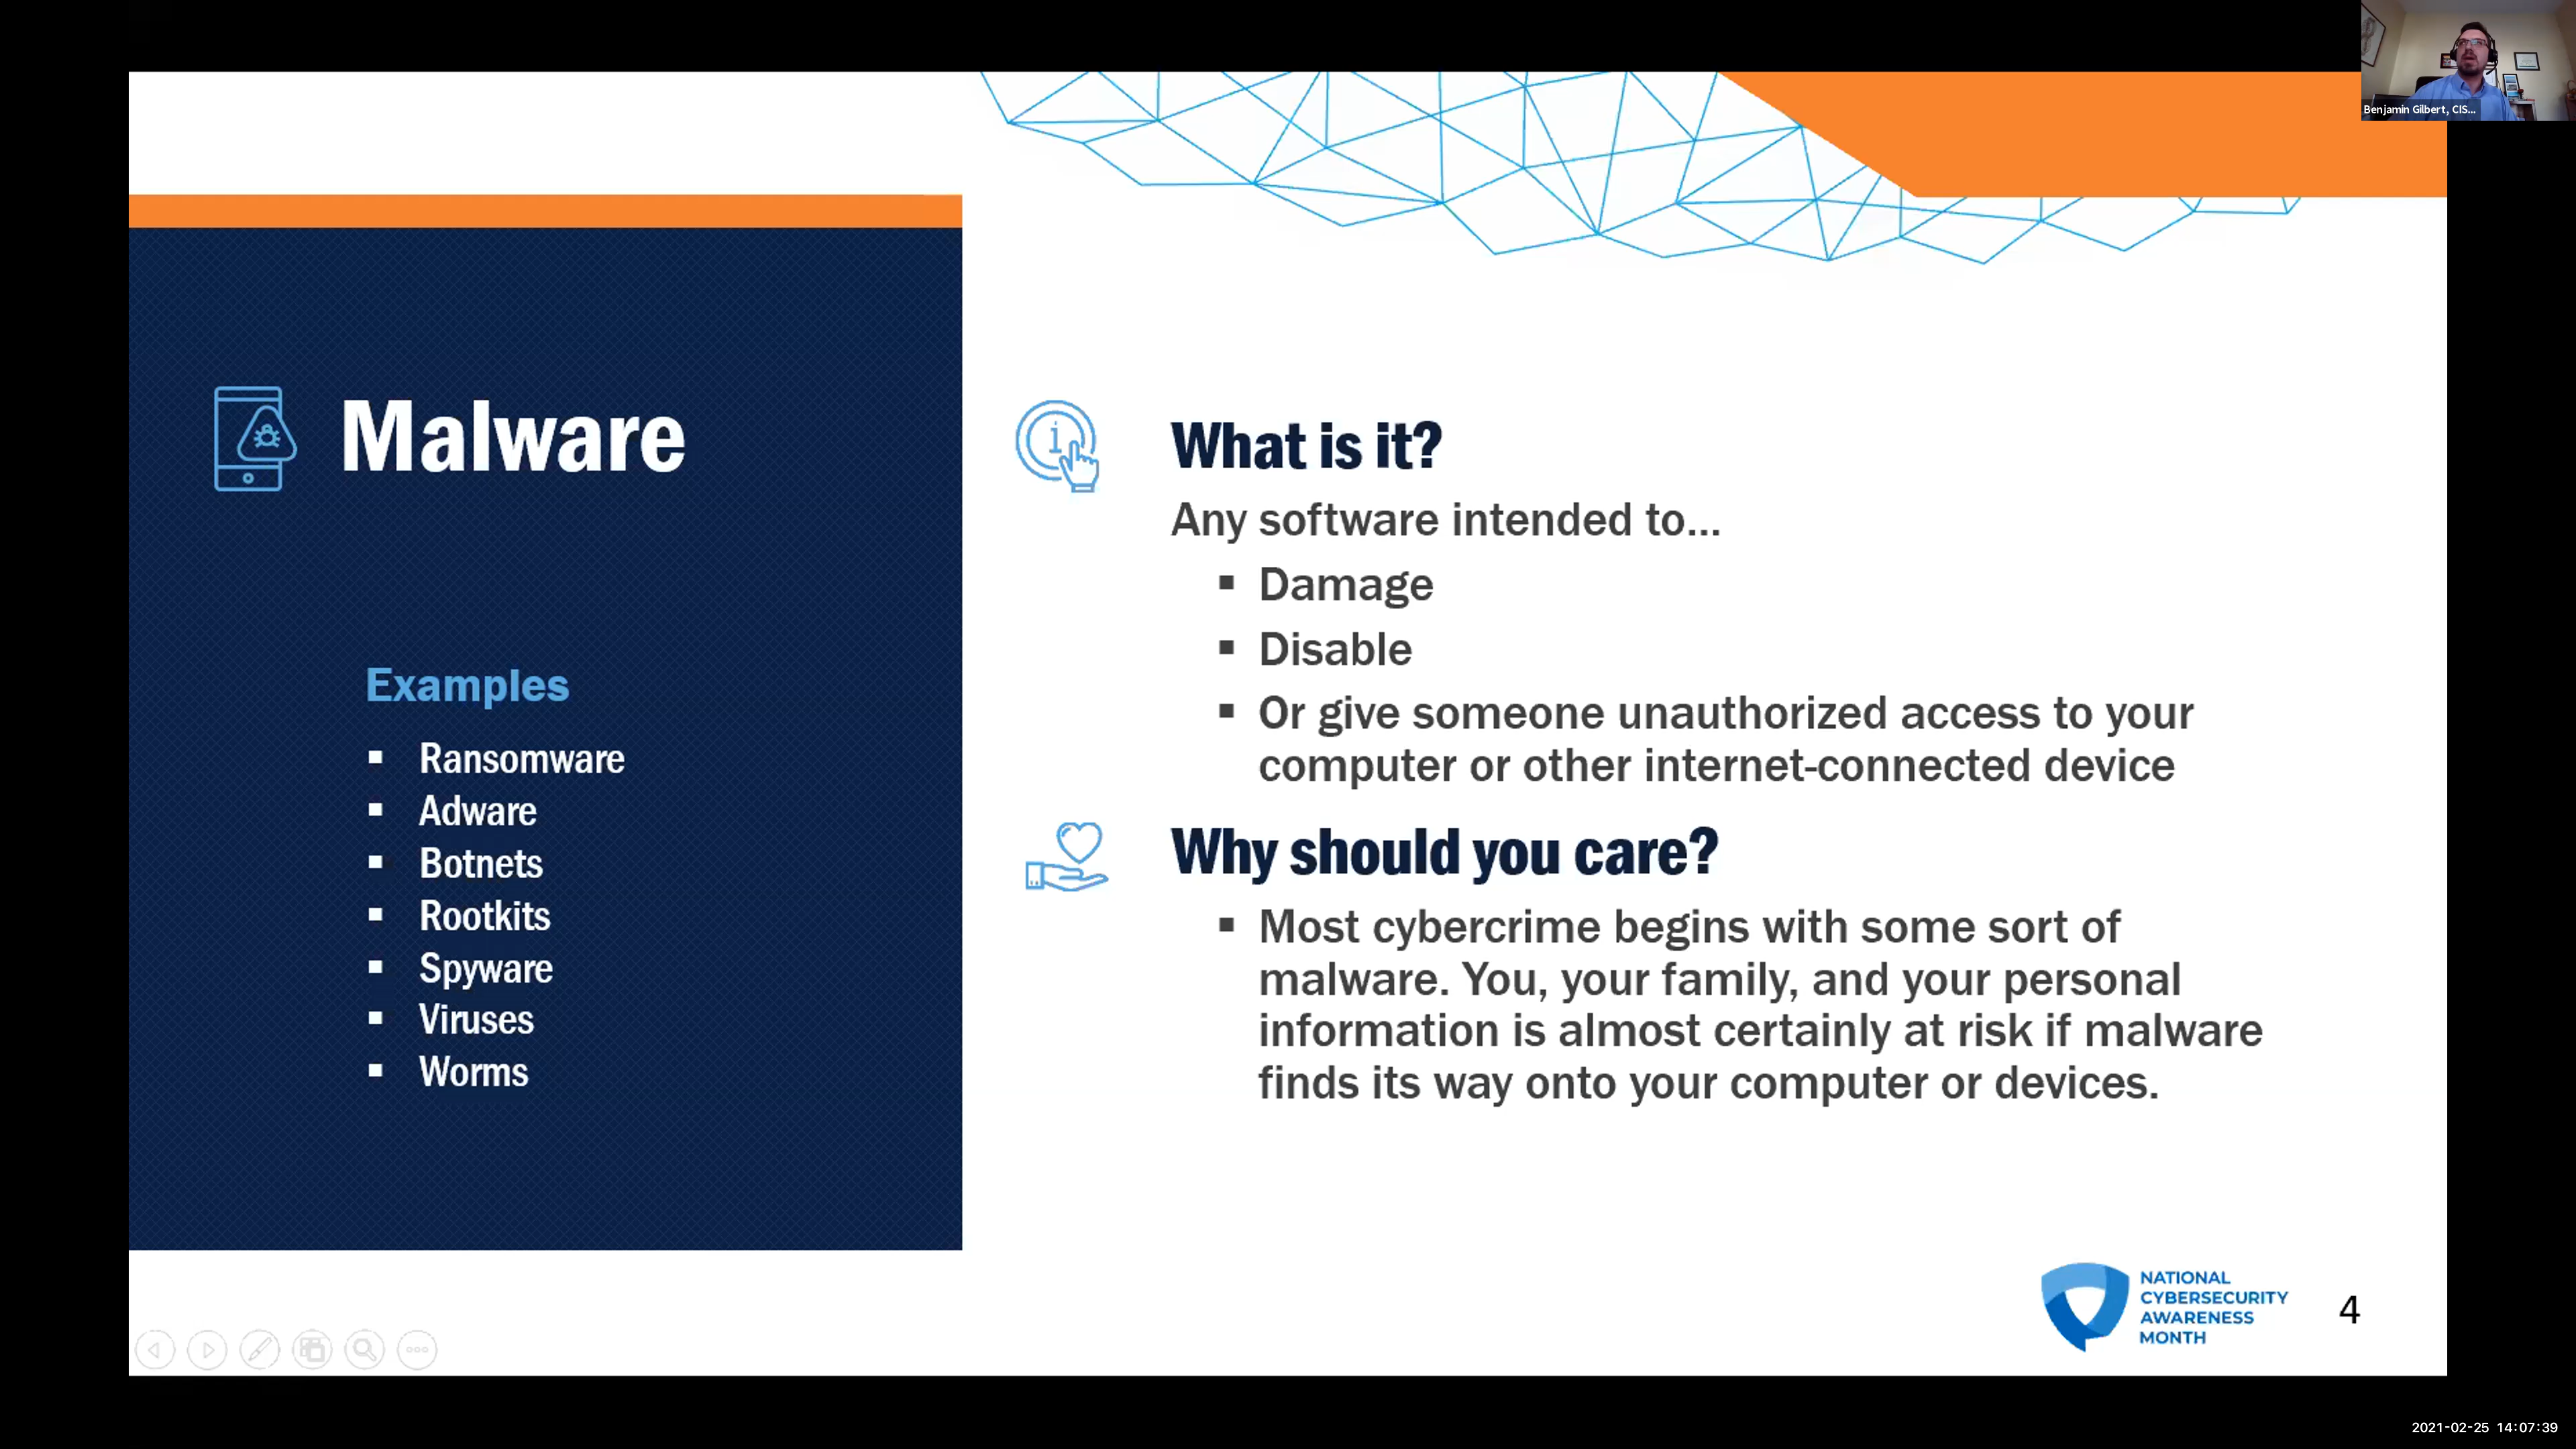 Benjamin Gilbert, CIS...
Malware
Examples
▪ Ransomware
▪ Adware
▪ Botnets
▪ Rootkits
▪ Spyware
▪ Viruses
▪ Worms
What is it?
Any software intended to...
▪ Damage
▪ Disable
▪ Or give someone unauthorized access to your
computer or other internet-connected device
Why should you care?
▪ Most cybercrime begins with some sort of
malware. You, your family, and your personal
information is almost certainly at risk if malware
finds its way onto your computer or devices.
NATIONAL
CYBERSECURITY
AWARENESS
MONTH
4
2021-02-25 14:07:39